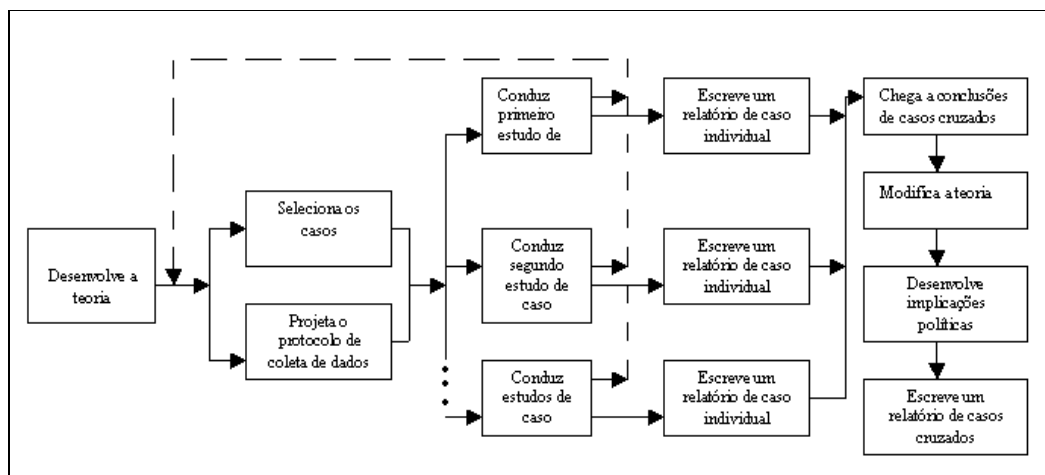 Desenvolve a
teoria
Seleciona os
casos
Projeta o
protocolo de
coleta de dados
Conduz
primeiro
estudo de
Conduz
segundo
estudo de
caso
Conduz
estudos de
caso
Escreve um
relatório de caso
individual
Escreve um
relatório de caso
individual
Escreve um
relatório de caso
individual
Chega a conclusões
de casos cruzados
Modifica a teoria
Desenvolve
implicações
políticas
Escreve um
relatório de casos
cruzados